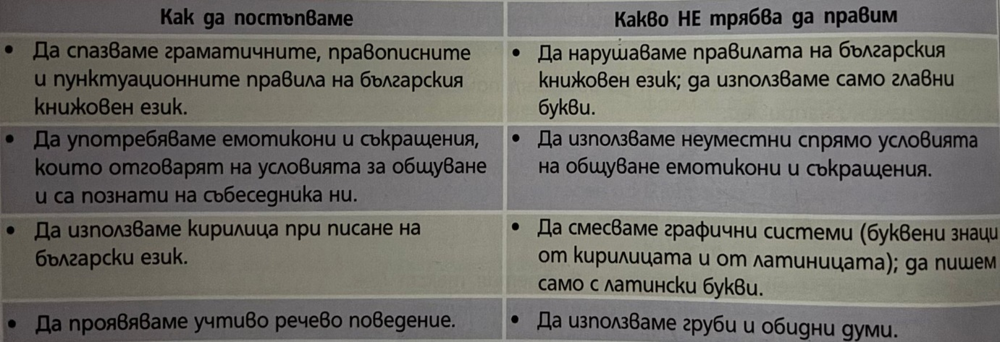 Как да постъпваме
Какво НЕ трябва да правим
• Да спазваме граматичните, правописните
и пунктуационните правила на българския
книжовен език.
• Да нарушаваме правилата на българския
книжовен език; да използваме само главни
букви.
• Да употребяваме емотикони и съкращения,
които отговарят на условията за общуване
и са познати на събеседника ни.
• Да използваме неуместни спрямо условията
на общуване емотикони и съкращения.
• Да използваме кирилица при писане на
български език.
• Да смесваме графични системи (буквени знаци
от кирилицата и от латиницата); да пишем
само с латински букви.
• Да проявяваме учтиво речево поведение.
• Да използваме груби и обидни думи.